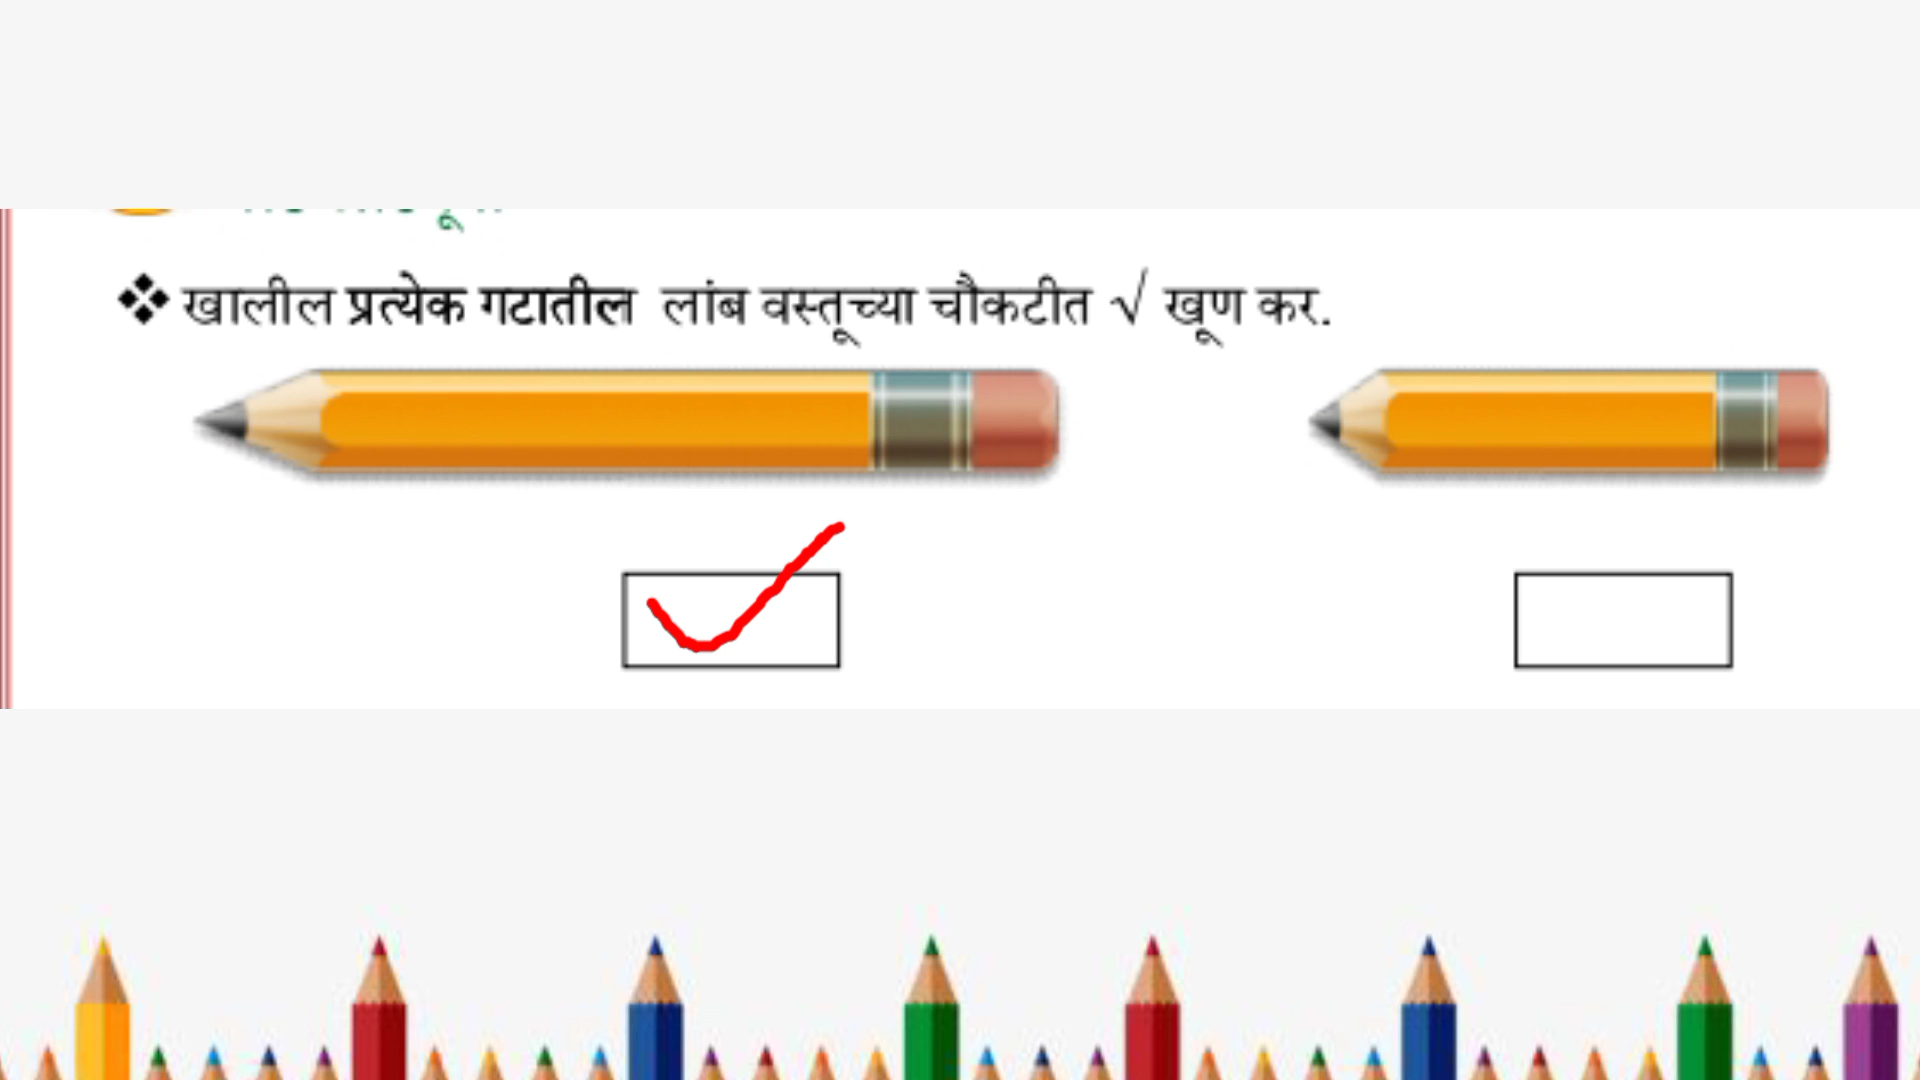 ❖ खालील प्रत्येक गटातील लांब वस्तूच्या चौकटीत √ खूण कर.